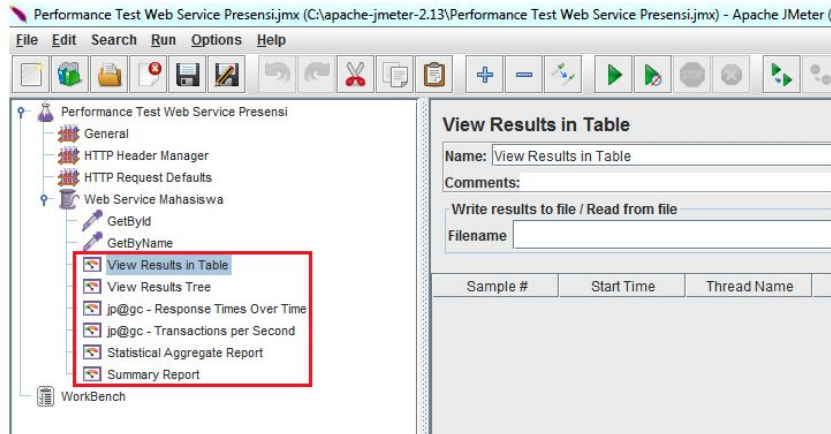 Performance Test Web Service Presensi.jmx (C:\apache-jmeter-2.13\Performance Test Web Service Presensi.jmx) - Apache JMeter (
File Edit Search Run Options Help
Performance Test Web Service Presensi
General
HTTP Header Manager
HTTP Request Defaults
Web Service Mahasiswa
GetById
GetByName
View Results in Table
View Results Tree
jp@gc - Response Times Over Time
jp@gc - Transactions per Second
Statistical Aggregate Report
Summary Report
WorkBench
View Results in Table
Name: View Results in Table
Comments:
Write results to file / Read from file
Filename
Sample # Start Time Thread Name